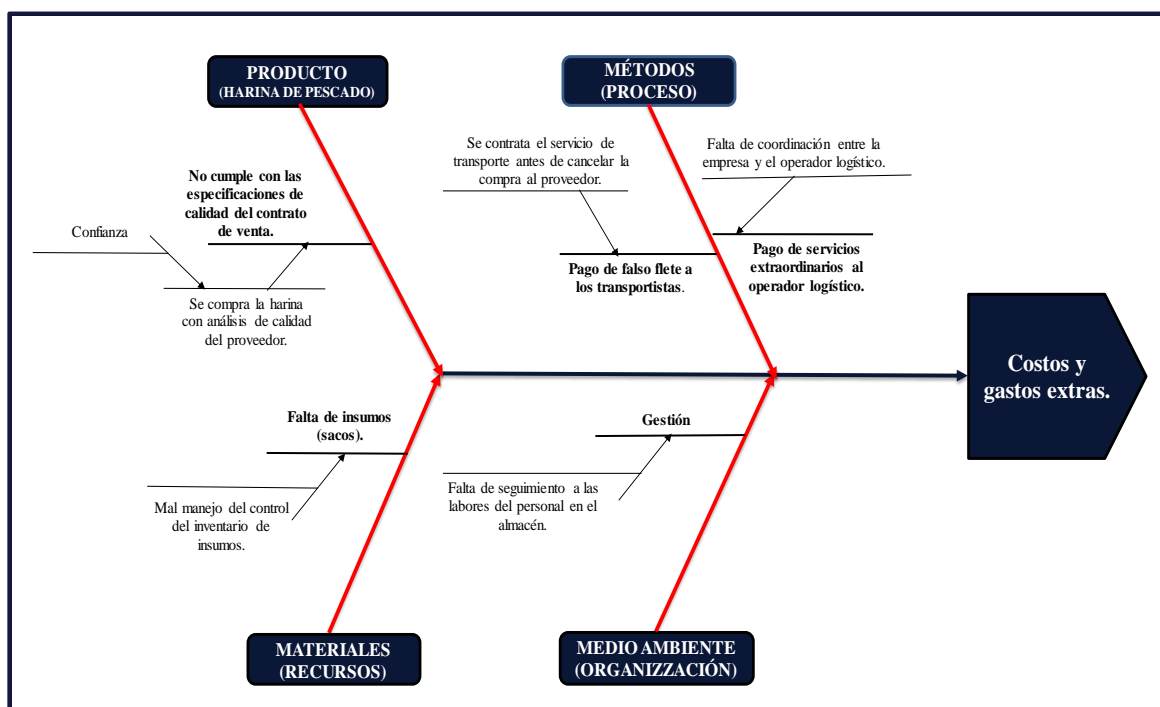 PRODUCTO
(HARINA DE PESCADO)
MÉTODOS
(PROCESO)
Se contrata el servicio de
transporte antes de cancelar la
compra al proveedor.
Falta de coordinación entre la
empresa y el operador logístico.
No cumple con las
especificaciones de
calidad del contrato
de venta.
Confianza
Se compra la harina
con análisis de calidad
del proveedor.
Pago de falso flete a
los transportistas.
Pago de servicios
extraordinarios al
operador logístico.
Costos y
gastos extras.
Falta de insumos
(sacos).
Mal manejo del control
del inventario de
insumos.
Gestión
Falta de seguimiento a las
labores del personal en el
almacén.
MATERIALES
(RECURSOS)
MEDIO AMBIENTE
(ORGANIZZACIÓN)